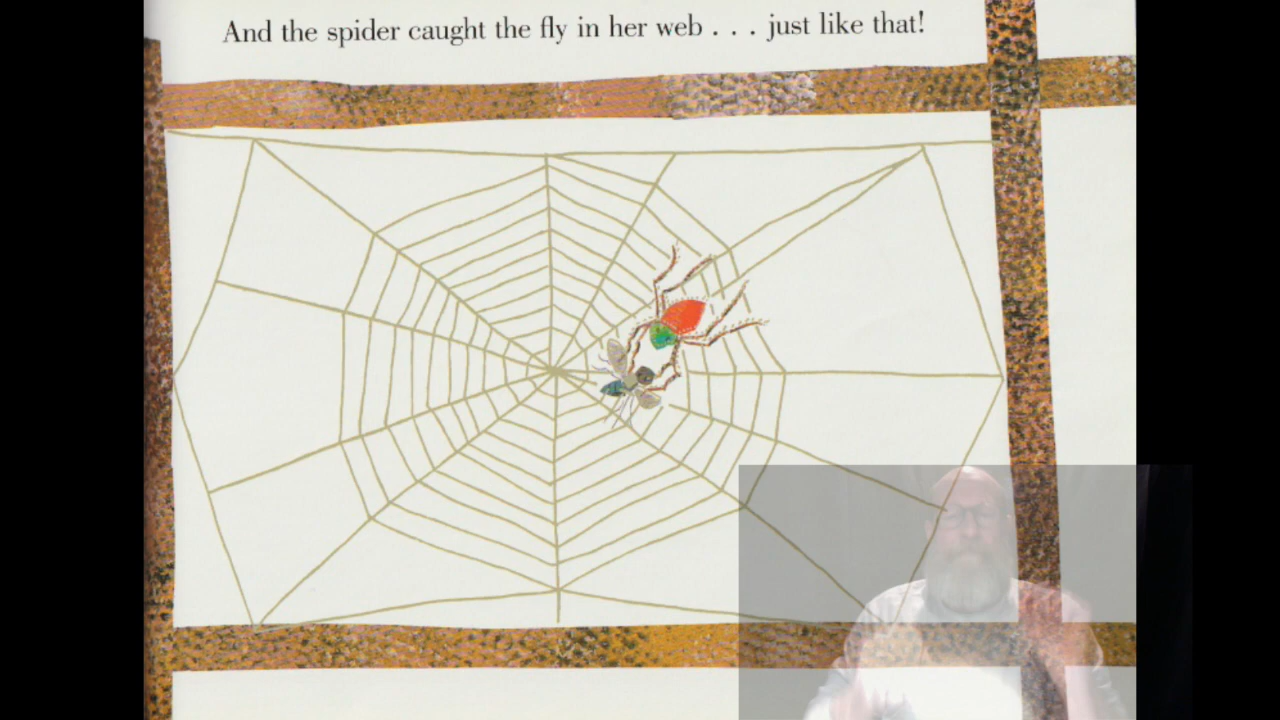 And the spider caught the fly in her web . . . just like that!